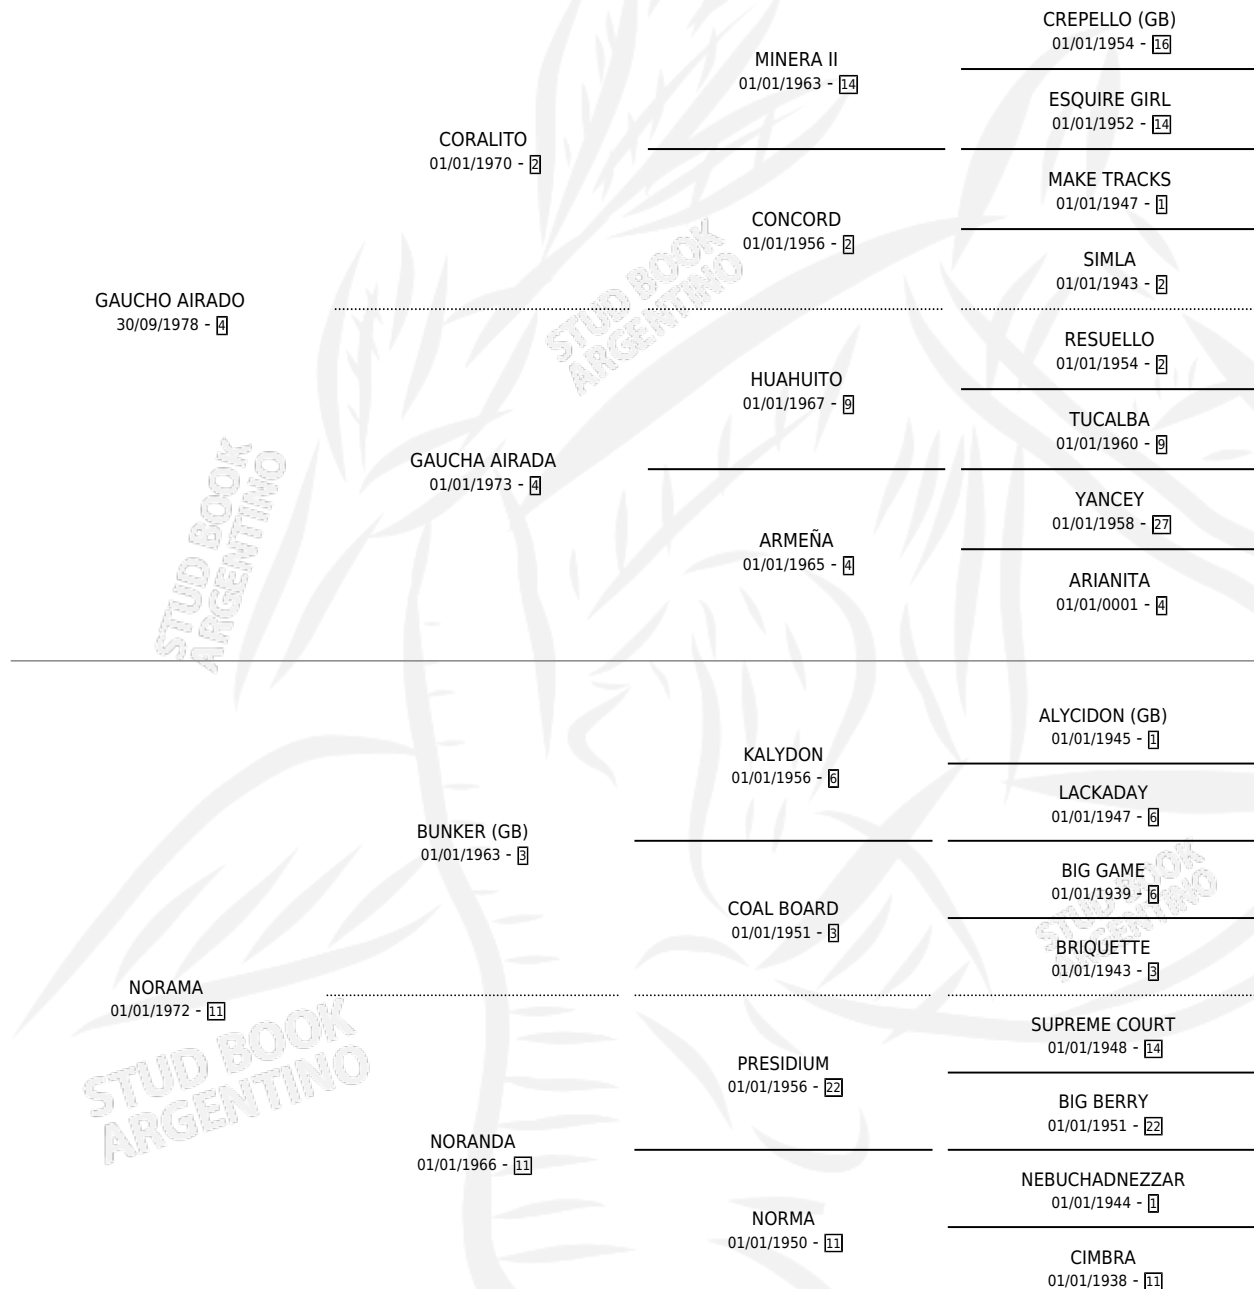 CREPELLO (GB)
01/01/1954 - 16
MINERA II
01/01/1963 - 14
ESQUIRE GIRL
01/01/1952 - 14
CORALITO
01/01/1970 - 2
MAKE TRACKS
01/01/1947 - 1
CONCORD
01/01/1956 - 2
SIMLA
01/01/1943 - 2
GAUCHO AIRADO
30/09/1978 - 4
RESUELLO
01/01/1954 - 2
HUAHUITO
01/01/1967 - 9
TUCALBA
01/01/1960 - 9
GAUCHA AIRADA
01/01/1973 - 4
YANCEY
01/01/1958 - 27
ARMEÑA
01/01/1965 - 4
ARIANITA
01/01/0001 - 4
ALYCIDON (GB)
01/01/1945 - 1
KALYDON
01/01/1956 - 6
LACKADAY
01/01/1947 - 6
BUNKER (GB)
01/01/1963 - 3
BIG GAME
01/01/1939 - 6
COAL BOARD
01/01/1951 - 3
BRIQUETTE
01/01/1943 - 3
NORAMA
01/01/1972 - 11
SUPREME COURT
01/01/1948 - 14
PRESIDIUM
01/01/1956 - 22
BIG BERRY
01/01/1951 - 22
NORANDA
01/01/1966 - 11
NEBUCHADNEZZAR
01/01/1944 - 1
NORMA
01/01/1950 - 11
CIMBRA
01/01/1938 - 11
STUD BOOK
ARGENTINO
STUD BOOK
ARGENTINO
STUD BOOK
ARGENTINO
STUD BOOK
ARGENTINO